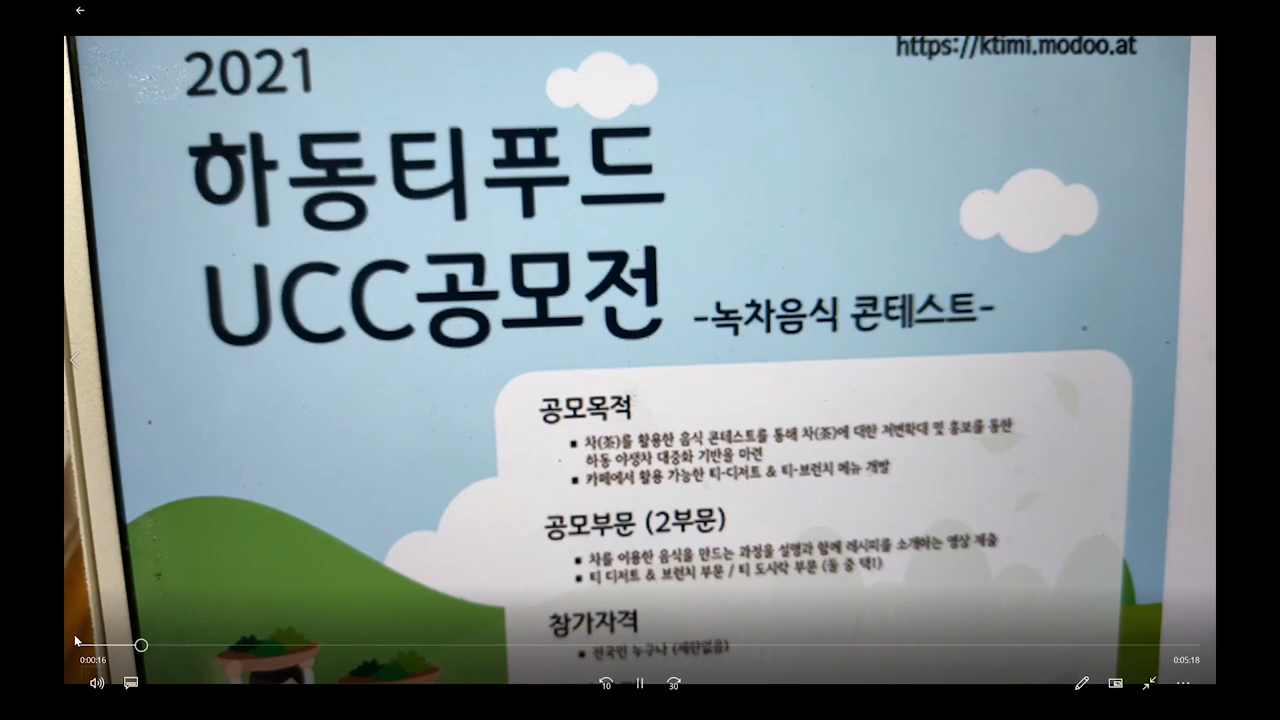 https://ktimi.modoo.at
2021
하동티푸드
UCC공모전 -녹차음식 콘테스트-
공모목적
▪ 차(茶)를 활용한 음식 콘테스트를 통해 차(茶)에 대한 저변확대 및 홍보를 통한
하동 야생차 대중화 기반을 마련
▪ 카페에서 활용 가능한 티-디저트 & 티-브런치 메뉴 개발
공모부문 (2부문)
▪ 차를 이용한 음식을 만드는 과정을 설명과 함께 레시피를 소개하는 영상 제출
▪ 티 디저트 & 브런치 부문 / 티 도시락 부문 (둘 중 택1)
참가자격
▪ 전국민 누구나 (제한없음)
0:00:16
0:05:18
10
30